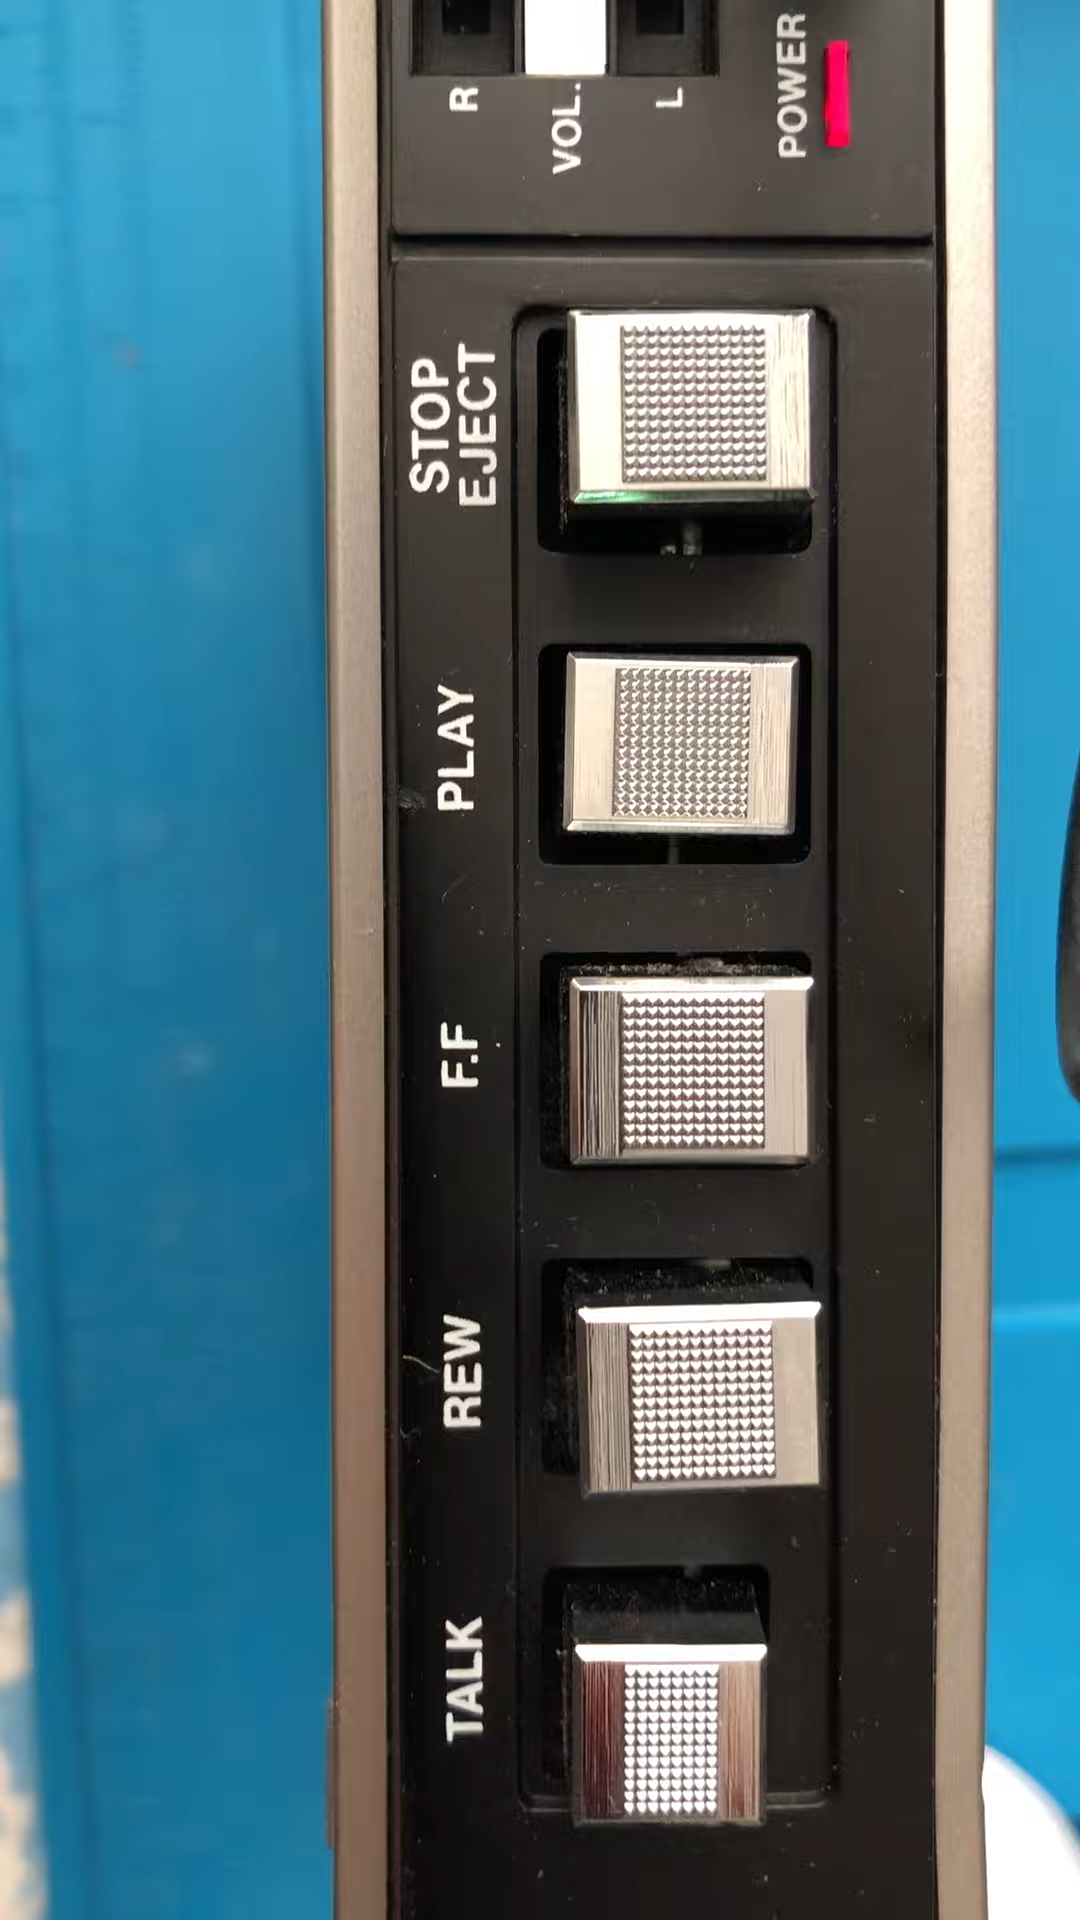 R
VOL.
L
POWER
STOP
EJECT
PLAY
F.F
REW
TALK